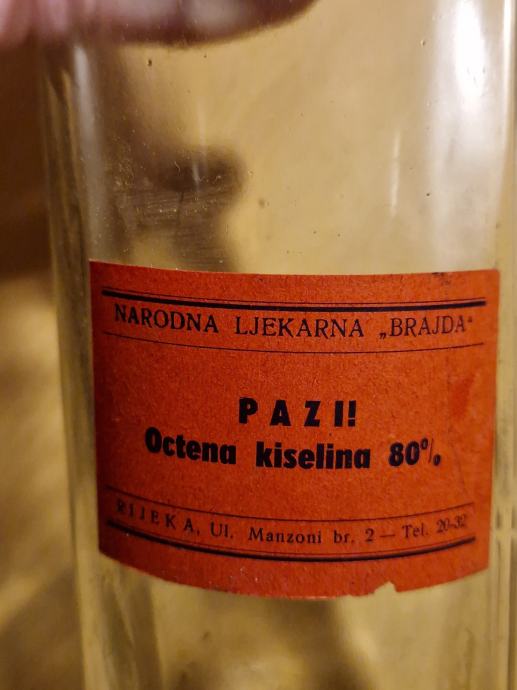 NARODNA LJEKARNA „BRAJDA“
PAZI!
Octena kiselina 80%
RIJEKA, Ul. Manzoni br. 2 — Tel. 20-32